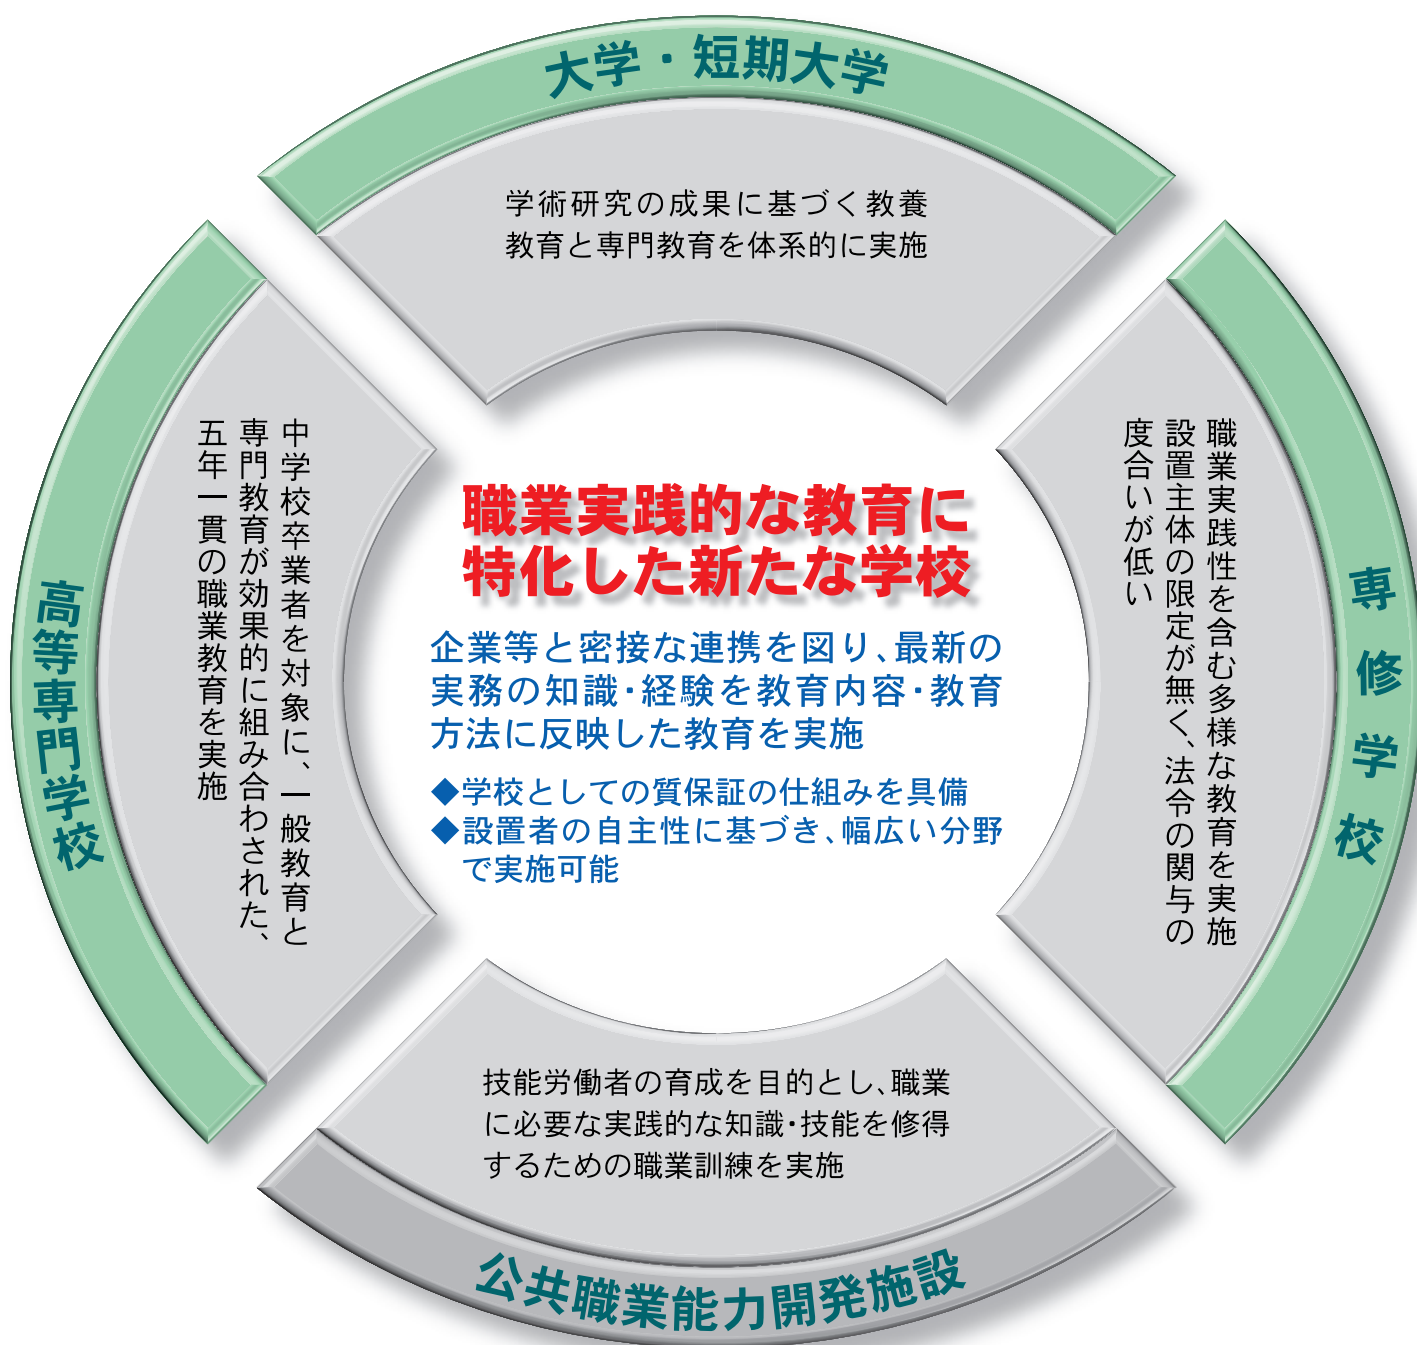 大学・短期大学
学術研究の成果に基づく教養
教育と専門教育を体系的に実施
高等専門学校
中学校卒業者を対象に、一般教育と
専門教育が効果的に組み合わされた、
五年一貫の職業教育を実施
職業実践的な教育に
特化した新たな学校
企業等と密接な連携を図り、最新の
実務の知識・経験を教育内容・教育
方法に反映した教育を実施
◆学校としての質保証の仕組みを具備
◆設置者の自主性に基づき、幅広い分野
で実施可能
専修学校
職業実践性を含む多様な教育を実施
設置主体の限定が無く、法令の関与の
度合いが低い
技能労働者の育成を目的とし、職業
に必要な実践的な知識・技能を修得
するための職業訓練を実施
公共職業能力開発施設